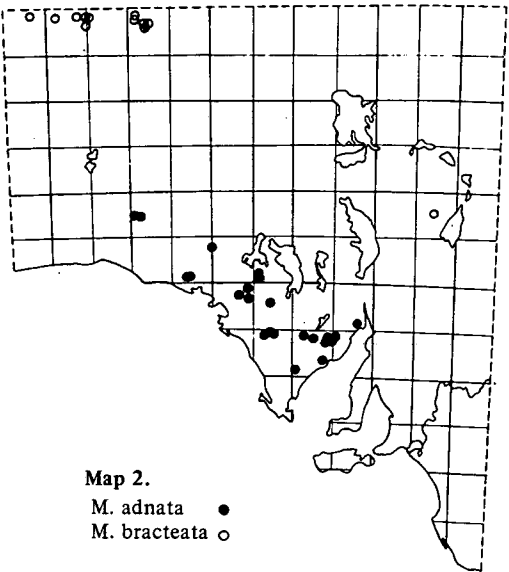 Map 2.
M. adnata ●
M. bracteata ○